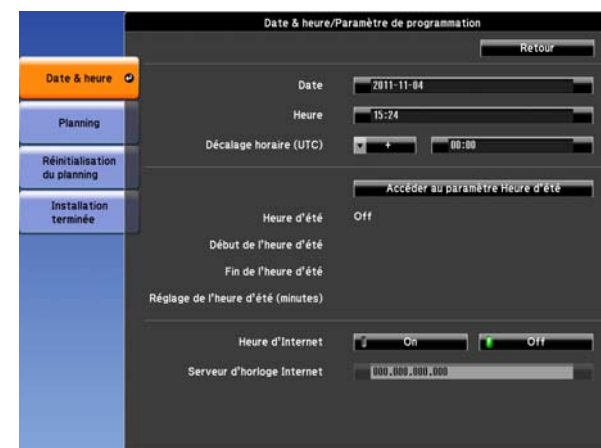 Date & heure/Paramètre de programmation
Retour
Date & heure
Planning
Réinitialisation
du planning
Installation
terminée
Date 2011-11-04
Heure 15:24
Décalage horaire (UTC) + 00:00
Accéder au paramètre Heure d'été
Heure d'été Off
Début de l'heure d'été
Fin de l'heure d'été
Réglage de l'heure d'été (minutes)
Heure d'Internet On Off
Serveur d'horloge Internet 000.000.000.000